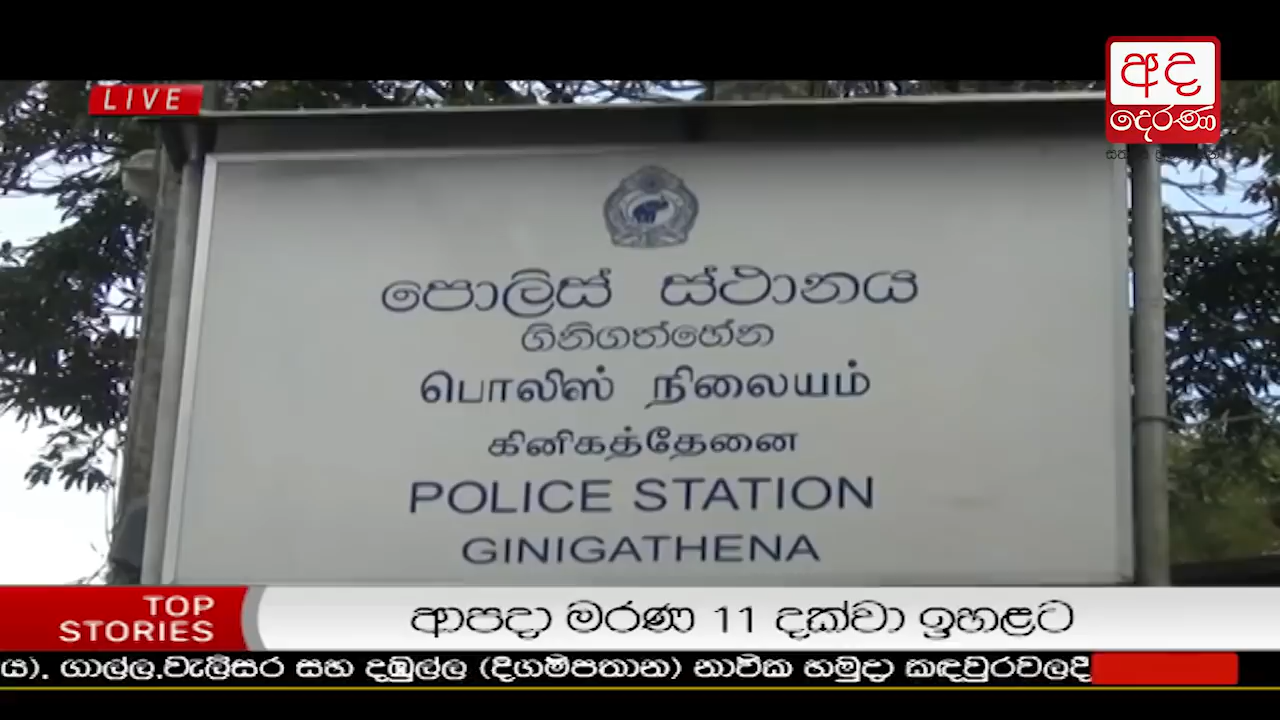 LIVE
අද
දෙරණ
පොලිස් ස්ථානය
ගිනිගත්හේන
பொலிஸ் நிலையம்
கினிகத்தேனை
POLICE STATION
GINIGATHENA
TOP
STORIES
ආපදා මරණ 11 දක්වා ඉහළට
ය). ගාල්ල,වැලිසර සහ දඹුල්ල (දිගම්පතාන) නාවික හමුදා කඳවුරවලදී